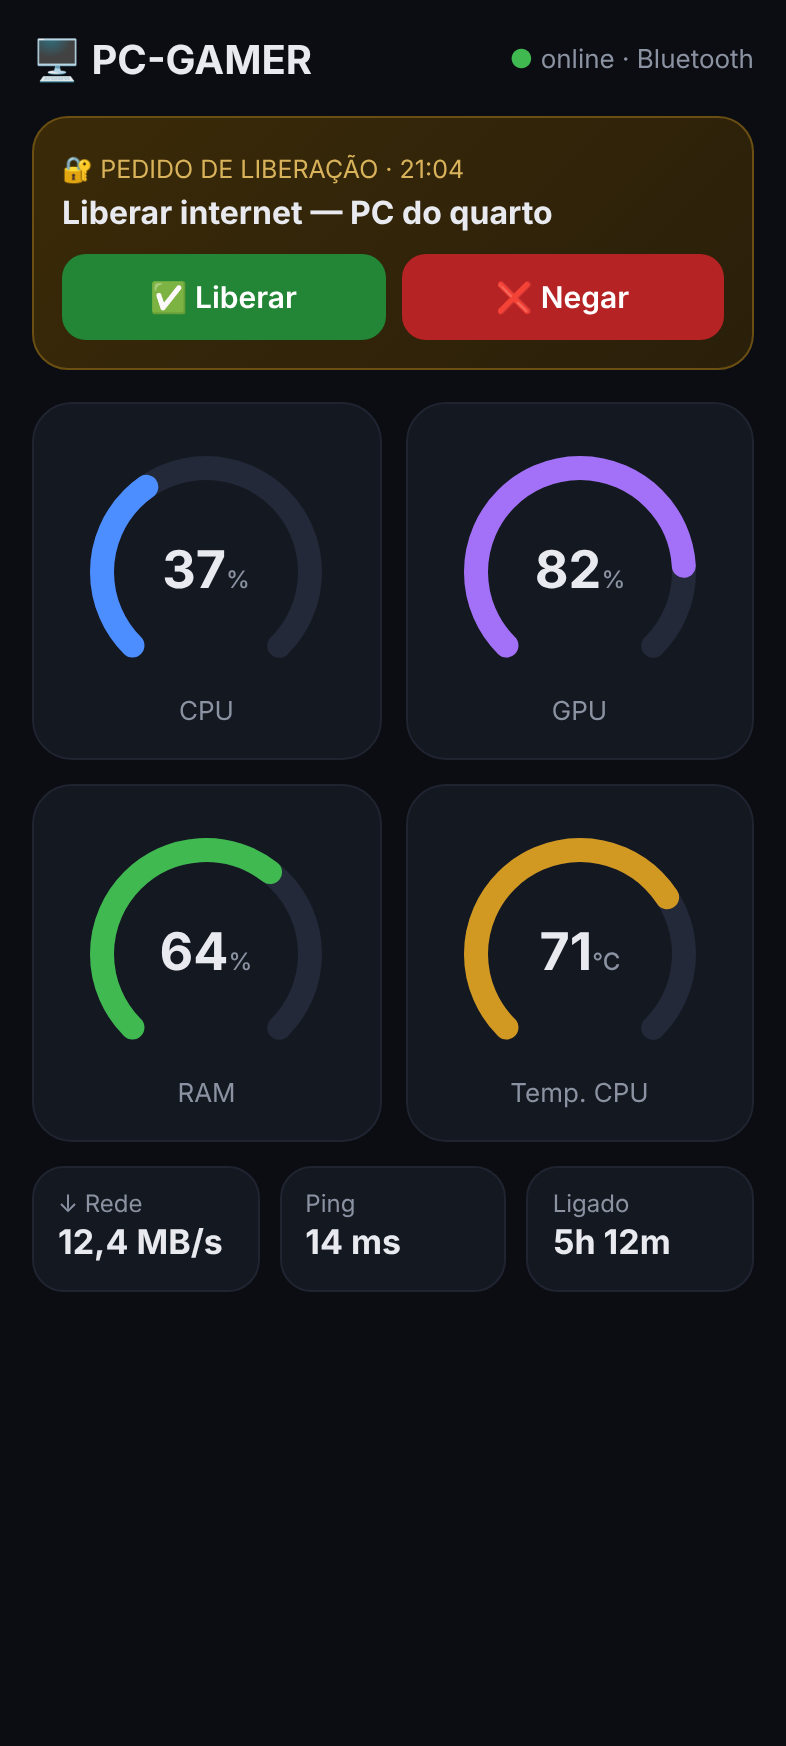 🖥️ PC-GAMER
online · Bluetooth
🔐 PEDIDO DE LIBERAÇÃO · 21:04
Liberar internet — PC do quarto
✅ Liberar
❌ Negar
37%
CPU
82%
GPU
64%
RAM
71°C
Temp. CPU
↓ Rede
12,4 MB/s
Ping
14 ms
Ligado
5h 12m